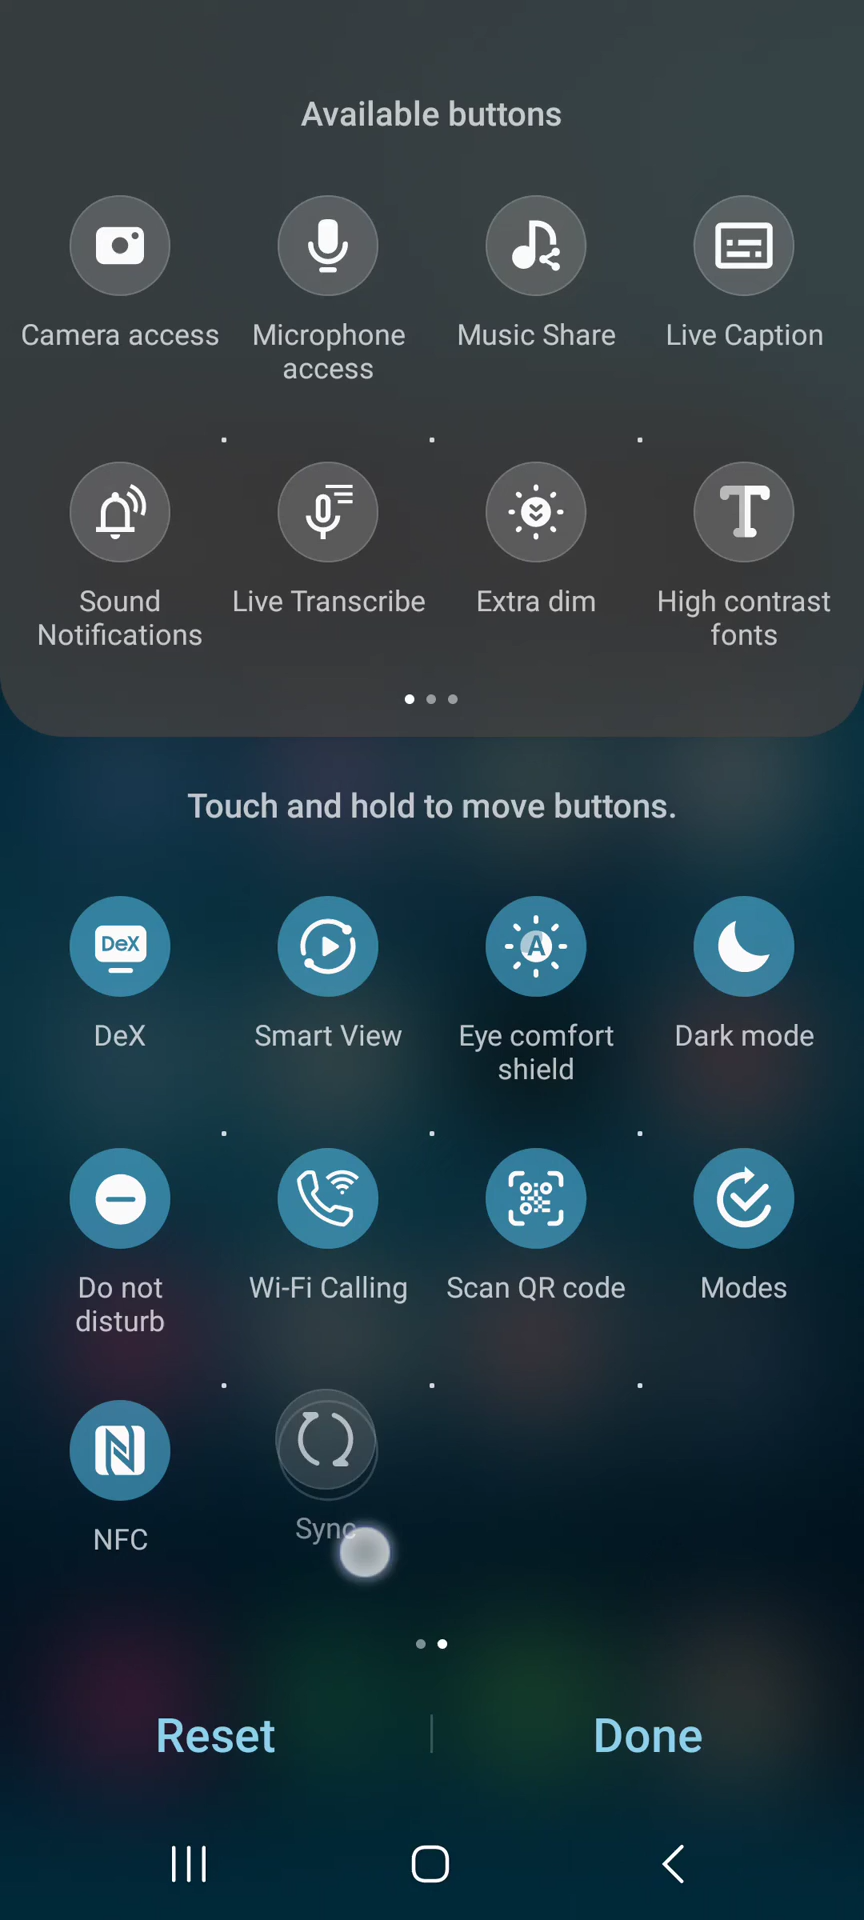 Available buttons
Camera access
Microphone
access
Music Share
Live Caption
Sound
Notifications
Live Transcribe
Extra dim
High contrast
fonts
Touch and hold to move buttons.
DeX
DeX
Smart View
A
Eye comfort
shield
Dark mode
Do not
disturb
Wi-Fi Calling
Scan QR code
Modes
NFC
Sync
Reset
Done